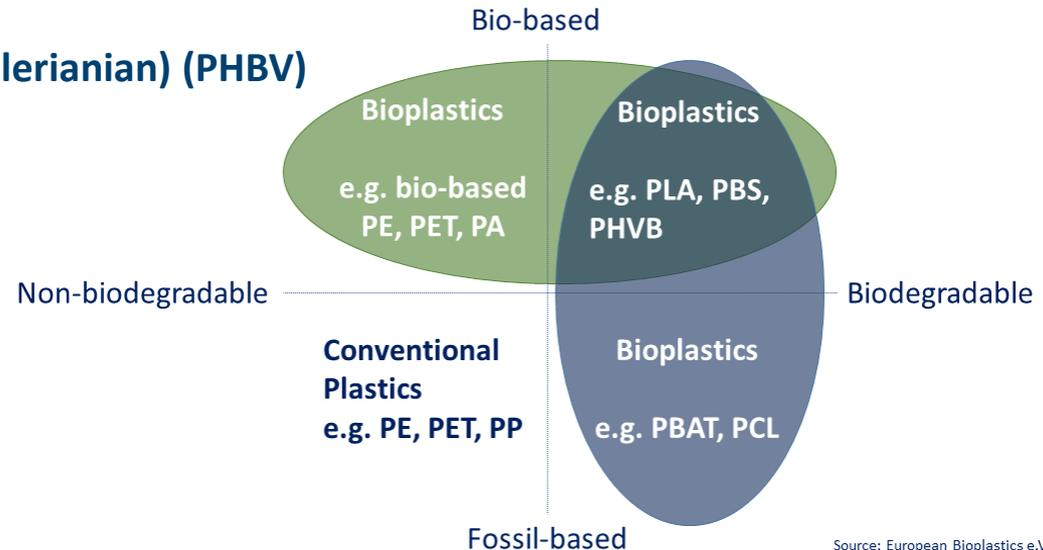 Bio-based
lerianian) (PHBV)
Bioplastics
e.g. bio-based
PE, PET, PA
Bioplastics
e.g. PLA, PBS,
PHVB
Non-biodegradable
Biodegradable
Conventional
Plastics
e.g. PE, PET, PP
Bioplastics
e.g. PBAT, PCL
Fossil-based
Source: European Bioplastics e.V